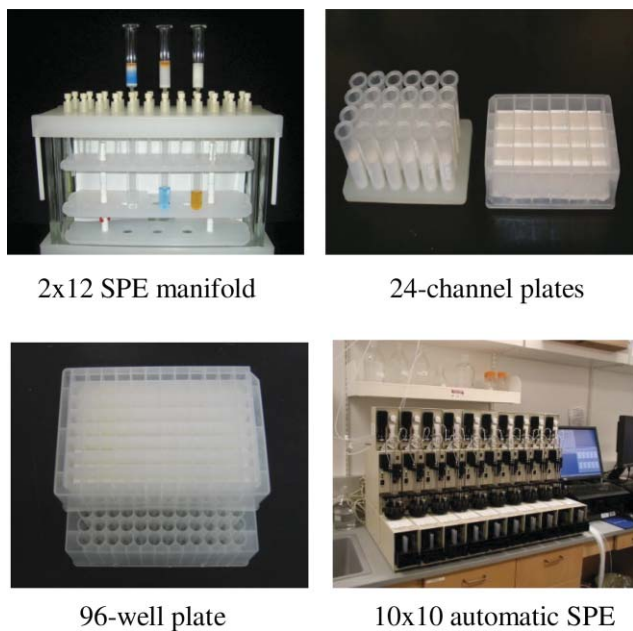 2x12 SPE manifold
24-channel plates
96-well plate
10x10 automatic SPE